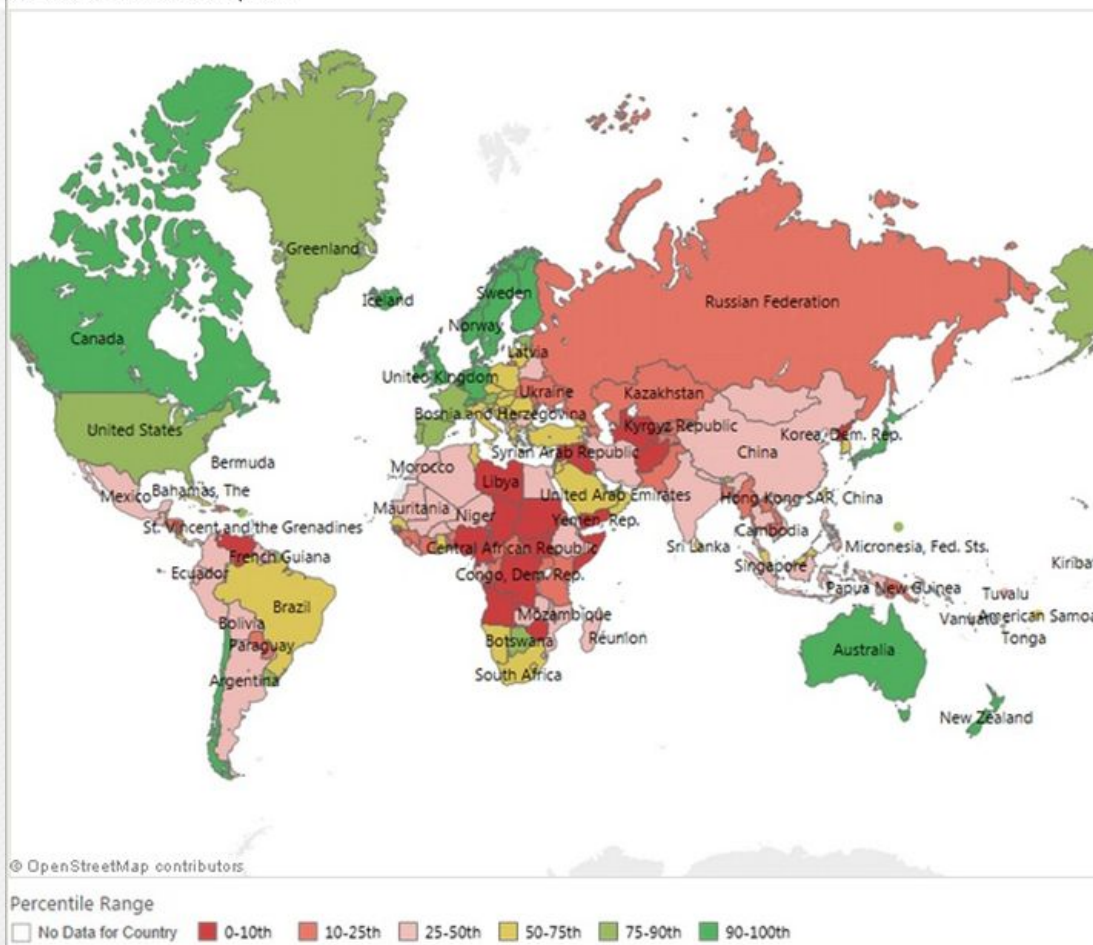 Greenland
Iceland
Sweden
Russian Federation
Norway
Canada
Latvia
United Kingdom
Ukraine
Kazakhstan
Bosnia and Herzegovina
United States
Kyrgyz Republic
Korea, Dem. Rep.
Syrian Arab Republic
China
Bermuda
Morocco
Libya
Mexico
Bahamas, The
United Arab Emirates
Hong Kong SAR, China
Mauritania
Niger
Yemen, Rep.
St. Vincent and the Grenadines
Cambodia
Central African Republic
Sri Lanka
Micronesia, Fed. Sts.
French Guiana
Singapore
Kiribat
Ecuador
Congo, Dem. Rep.
Papua New Guinea
Tuvalu
Brazil
Mozambique
American Samoa
Bolivia
Vanuatu
Botswana
Réunion
Tonga
Paraguay
Australia
South Africa
Argentina
New Zealand
© OpenStreetMap contributors
Percentile Range
No Data for Country 0-10th 10-25th 25-50th 50-75th 75-90th 90-100th